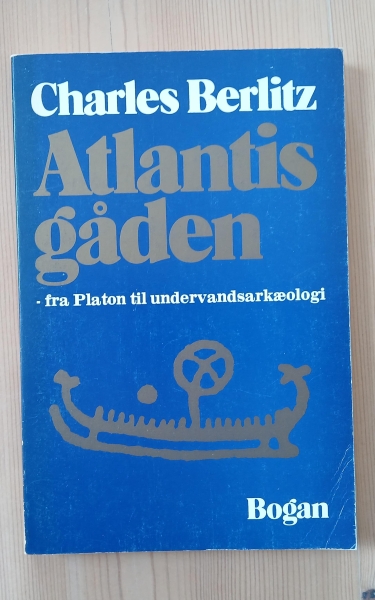 Charles Berlitz
Atlantis
gåden
- fra Platon til undervandsarkæologi
Bogan